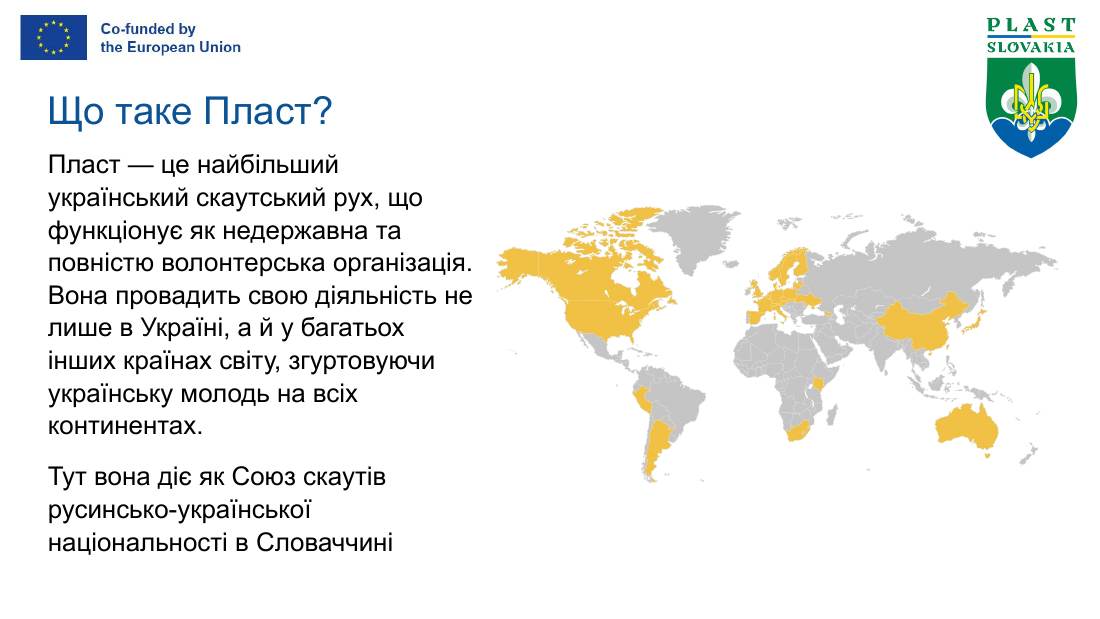 Co-funded by
the European Union
PLAST
SLOVAKIA
Що таке Пласт?
Пласт — це найбільший
український скаутський рух, що
функціонує як недержавна та
повністю волонтерська організація.
Вона провадить свою діяльність не
лише в Україні, а й у багатьох
інших країнах світу, згуртовуючи
українську молодь на всіх
континентах.
Тут вона діє як Союз скаутів
русинсько-української
національності в Словаччині